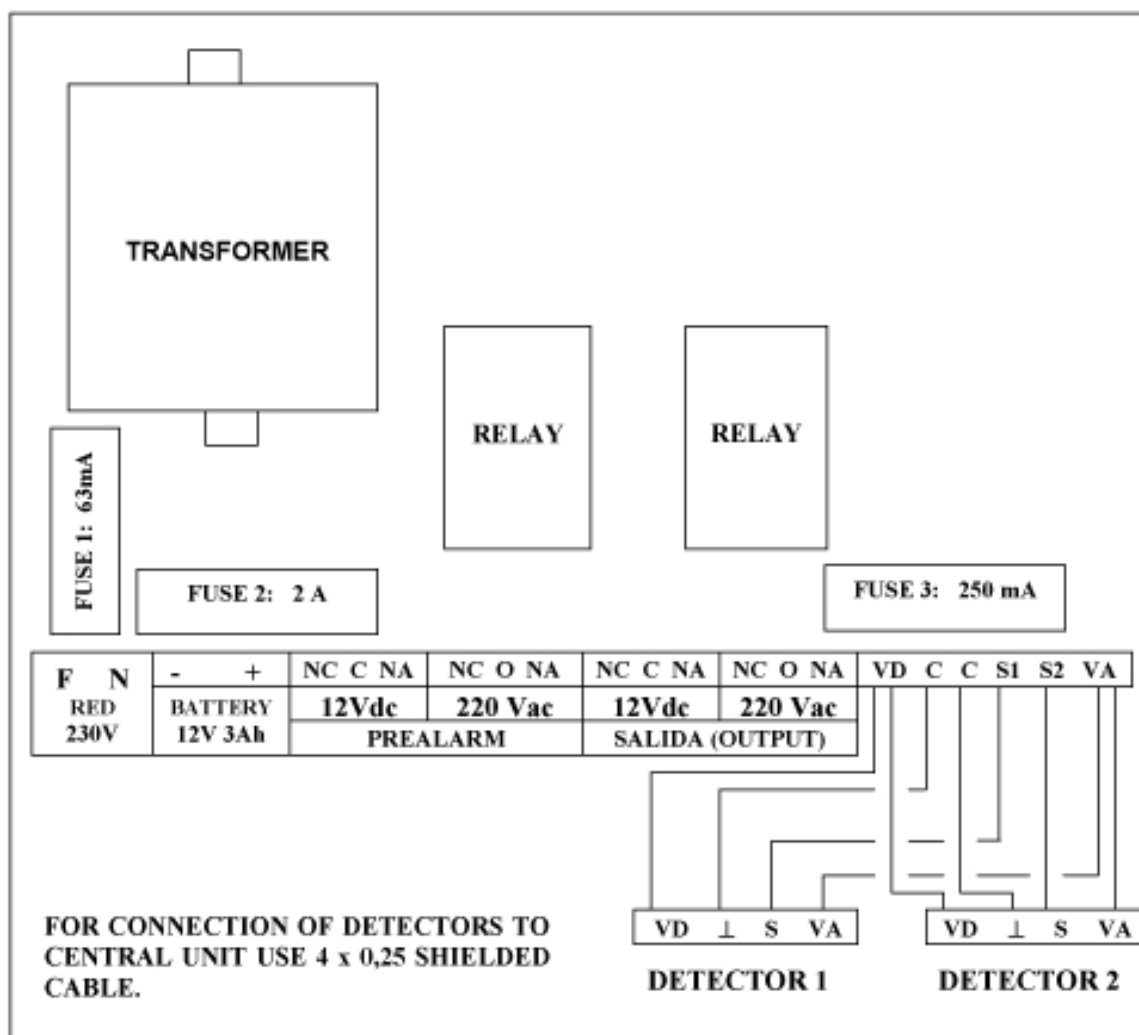 TRANSFORMER
RELAY
RELAY
FUSE 1: 63mA
FUSE 2: 2 A
FUSE 3: 250 mA
F N
RED
230V
- +
BATTERY
12V 3Ah
NC C NA
NC O NA
NC C NA
NC O NA
12Vdc
220 Vac
12Vdc
220 Vac
PREALARM
SALIDA (OUTPUT)
VD C C S1 S2 VA
VD ⊥ S VA
VD ⊥ S VA
DETECTOR 1
DETECTOR 2
FOR CONNECTION OF DETECTORS TO
CENTRAL UNIT USE 4 x 0,25 SHIELDED
CABLE.